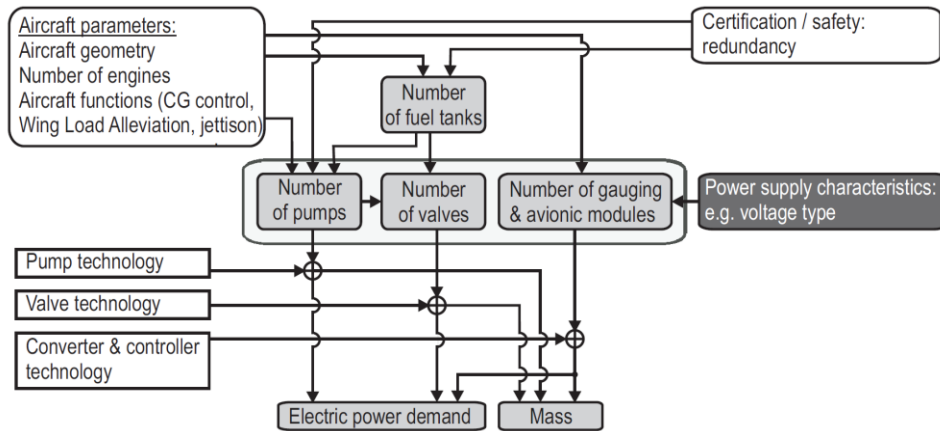 Aircraft parameters:
Aircraft geometry
Number of engines
Aircraft functions (CG control,
Wing Load Alleviation, jettison)
Certification / safety:
redundancy
Number
of fuel tanks
Number
of pumps
Number
of valves
Number of gauging
& avionic modules
Power supply characteristics:
e.g. voltage type
Pump technology
Valve technology
Converter & controller
technology
Electric power demand
Mass